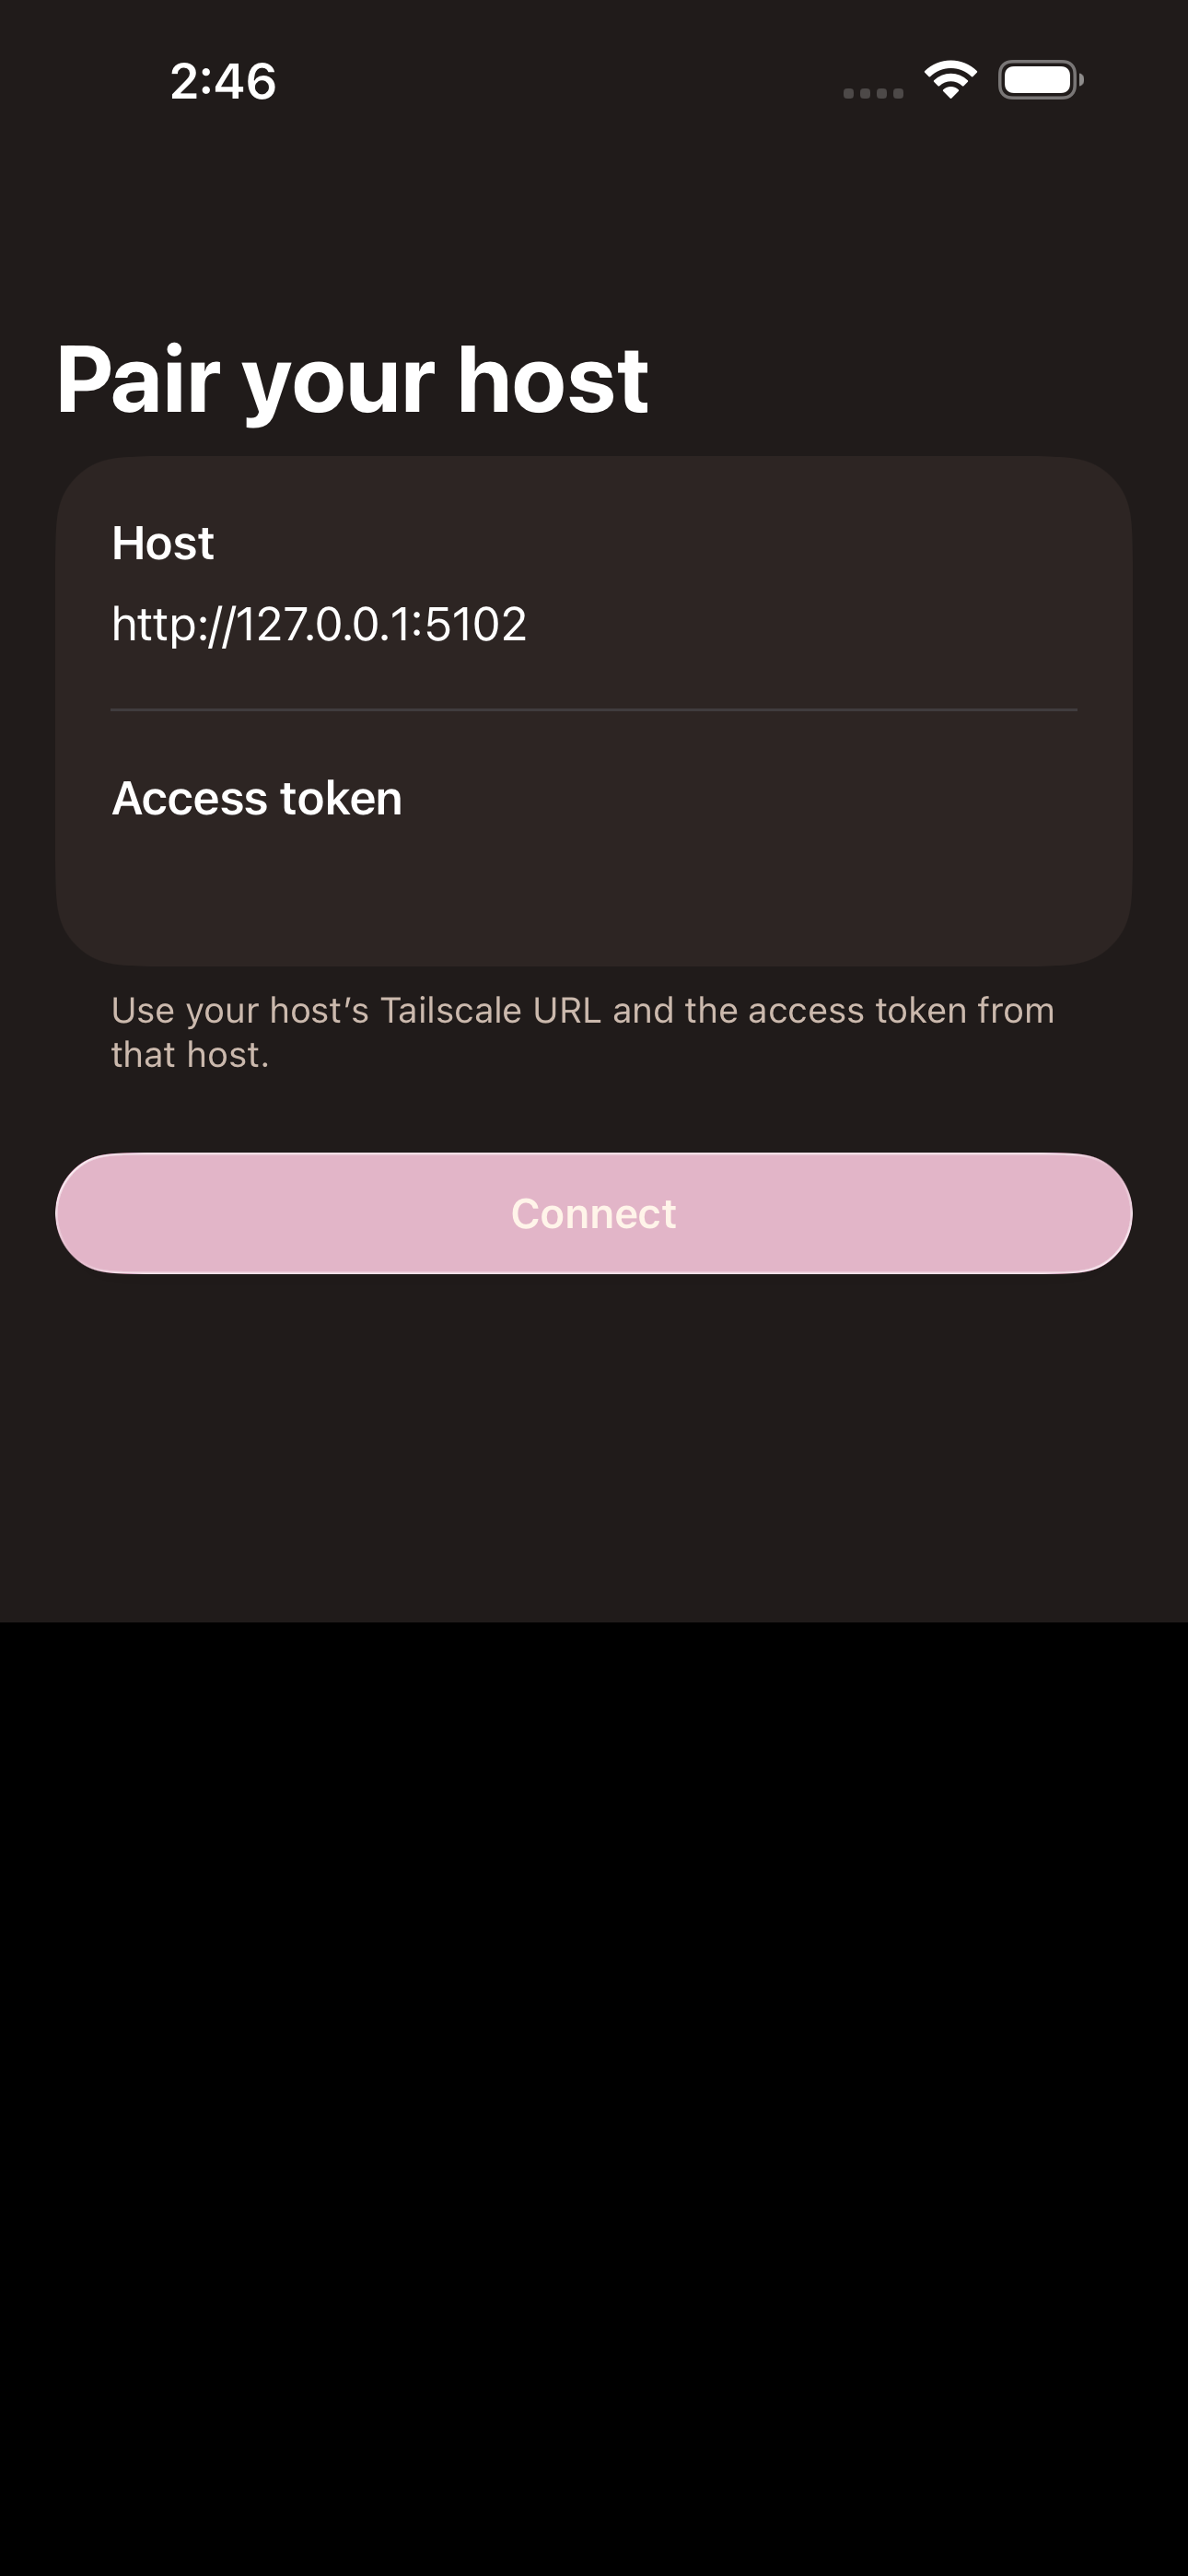 2:46
Pair your host
Host
http://127.0.0.1:5102
Access token
Use your host’s Tailscale URL and the access token from
that host.
Connect